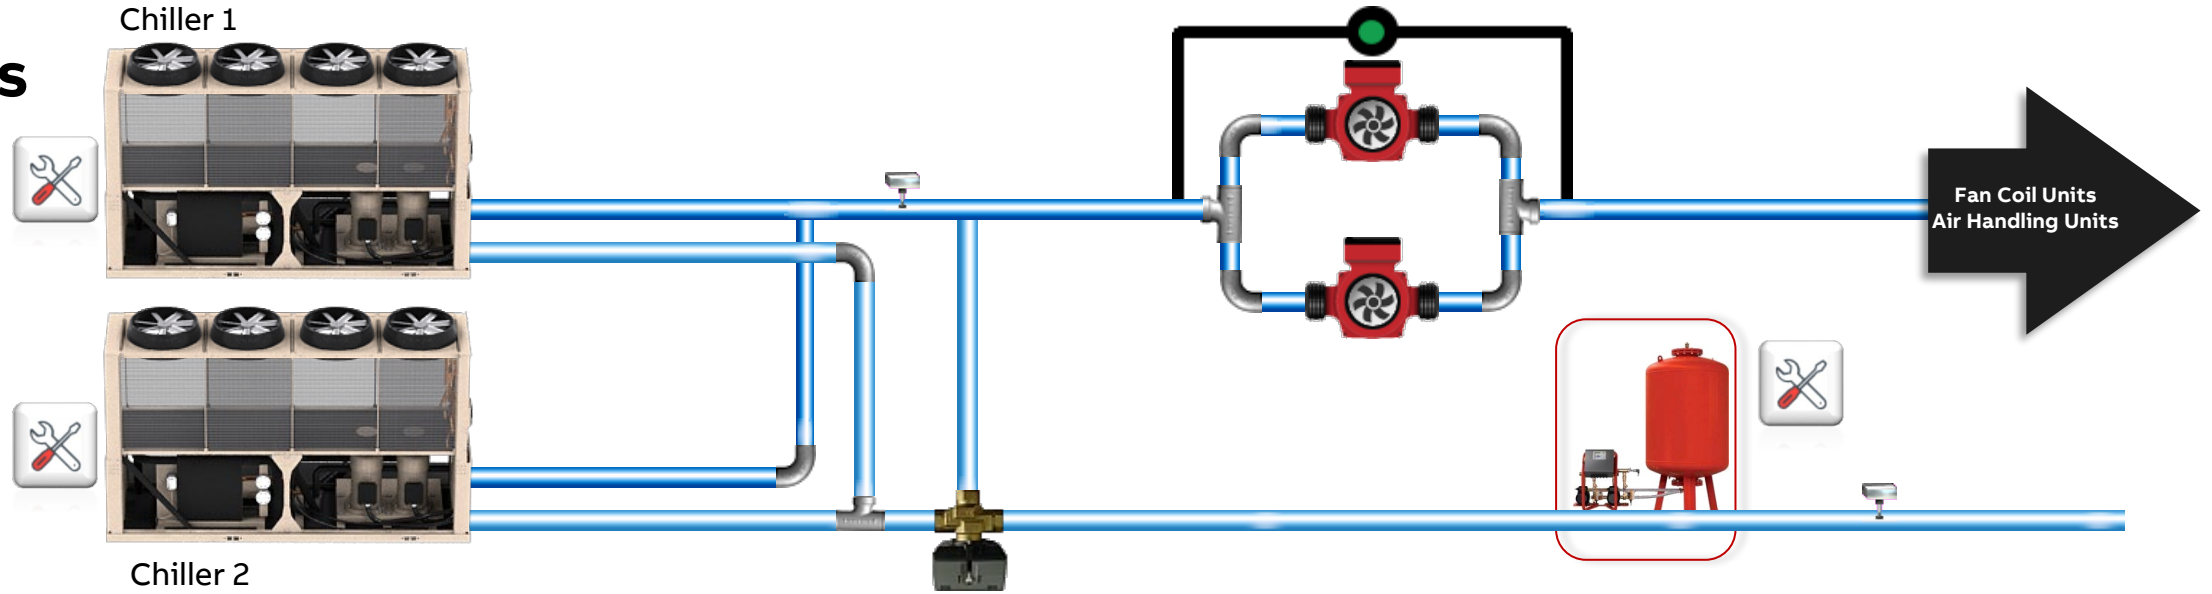 Chiller 1
s
Fan Coil Units
Air Handling Units
Chiller 2